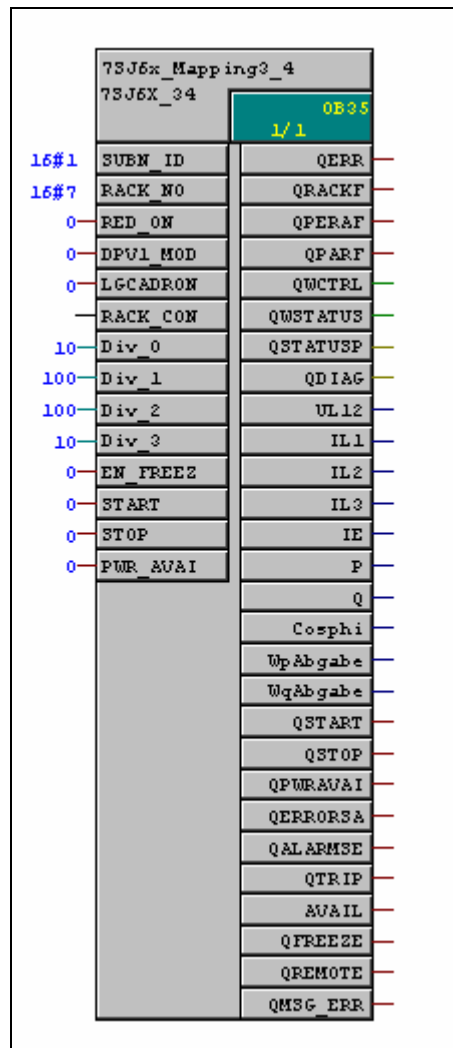 7SJ6x_Mapping3_4
7SJ6X_34
OB35
1/1
16#1 SUBN_ID QERR
16#7 RACK_NO QRACKF
0 RED_ON QPERAF
0 DPV1_MOD QPARF
0 LGCADRON QWCTRL
RACK_CON QWSTATUS
10 Div_0 QSTATUSP
100 Div_1 QDIAG
100 Div_2 UL12
10 Div_3 IL1
0 EN_FREEZ IL2
0 START IL3
0 STOP IE
0 PWR_AVAI P
Q
Cosphi
WpAbgabe
WqAbgabe
QSTART
QSTOP
QPWRAVAI
QERRORSA
QALARMSE
QTRIP
AVAIL
QFREEZE
QREMOTE
QMSG_ERR